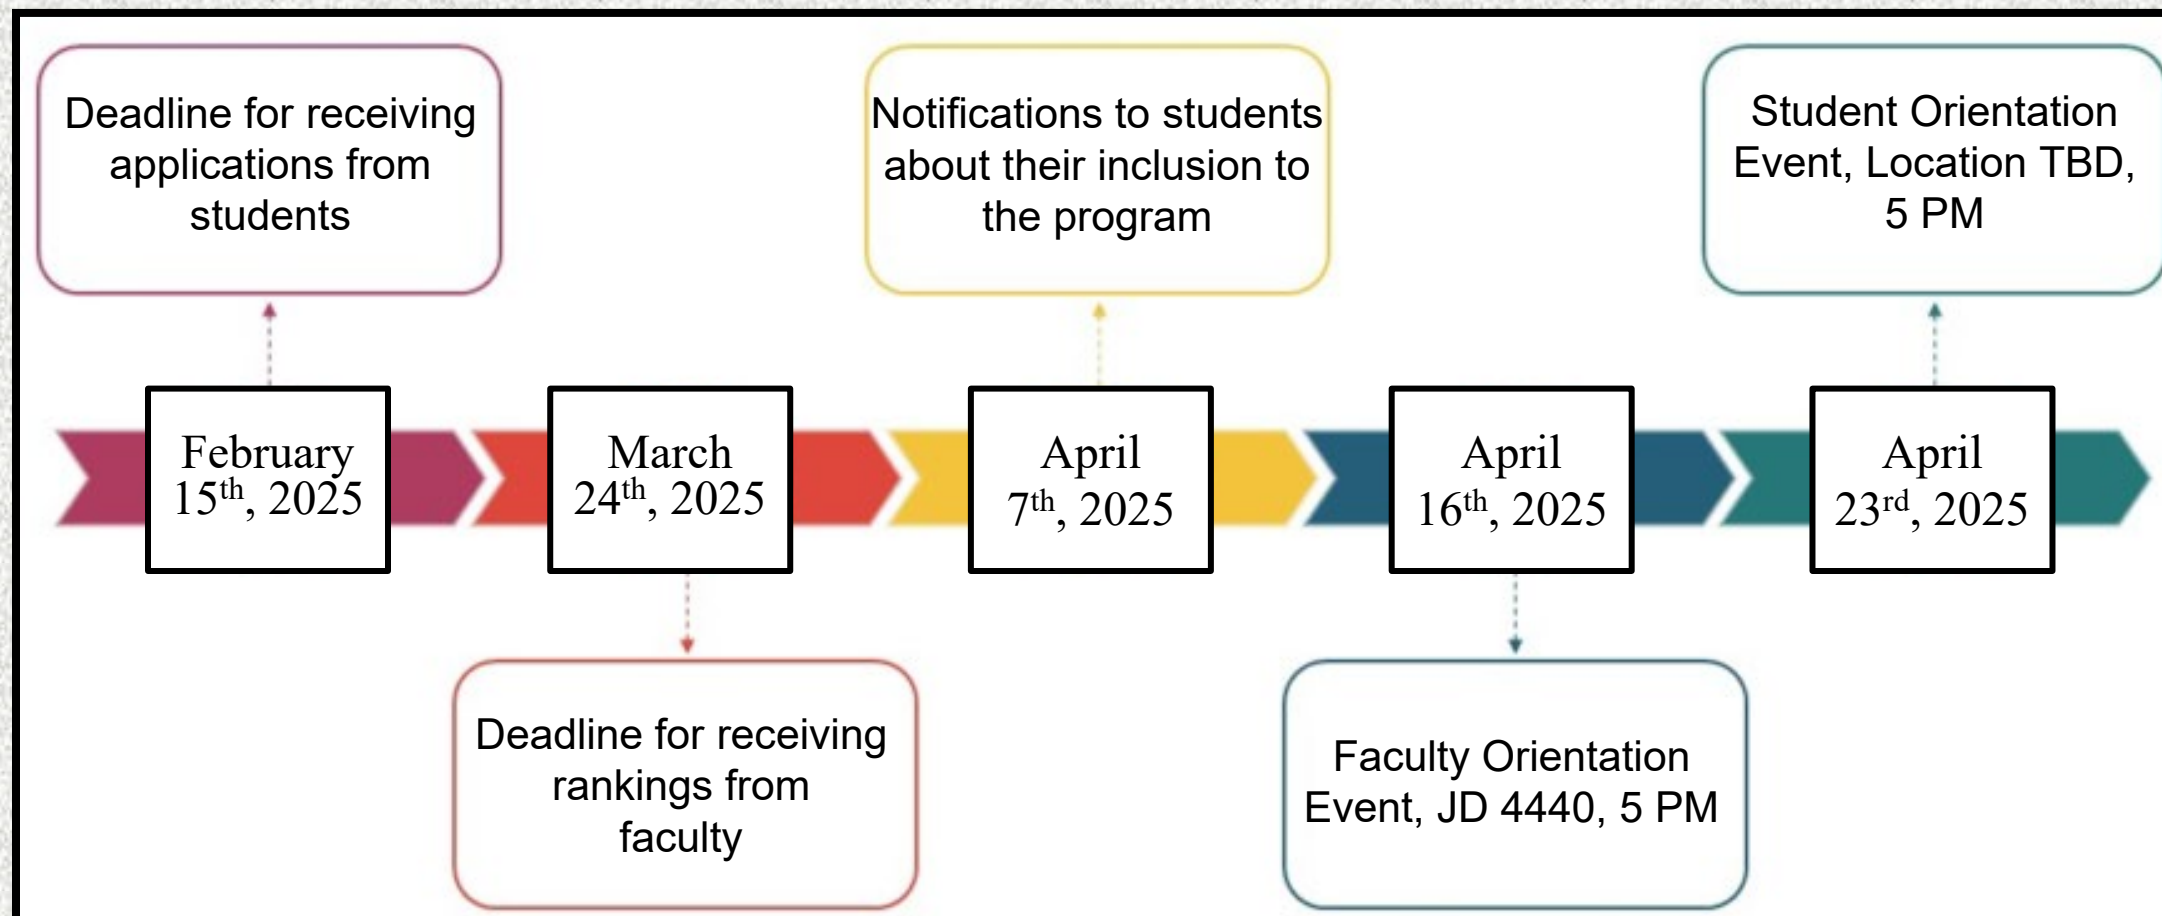 Deadline for receiving
applications from
students
Notifications to students
about their inclusion to
the program
Student Orientation
Event, Location TBD,
5 PM
February
15th, 2025
March
24th, 2025
April
7th, 2025
April
16th, 2025
April
23rd, 2025
Deadline for receiving
rankings from
faculty
Faculty Orientation
Event, JD 4440, 5 PM